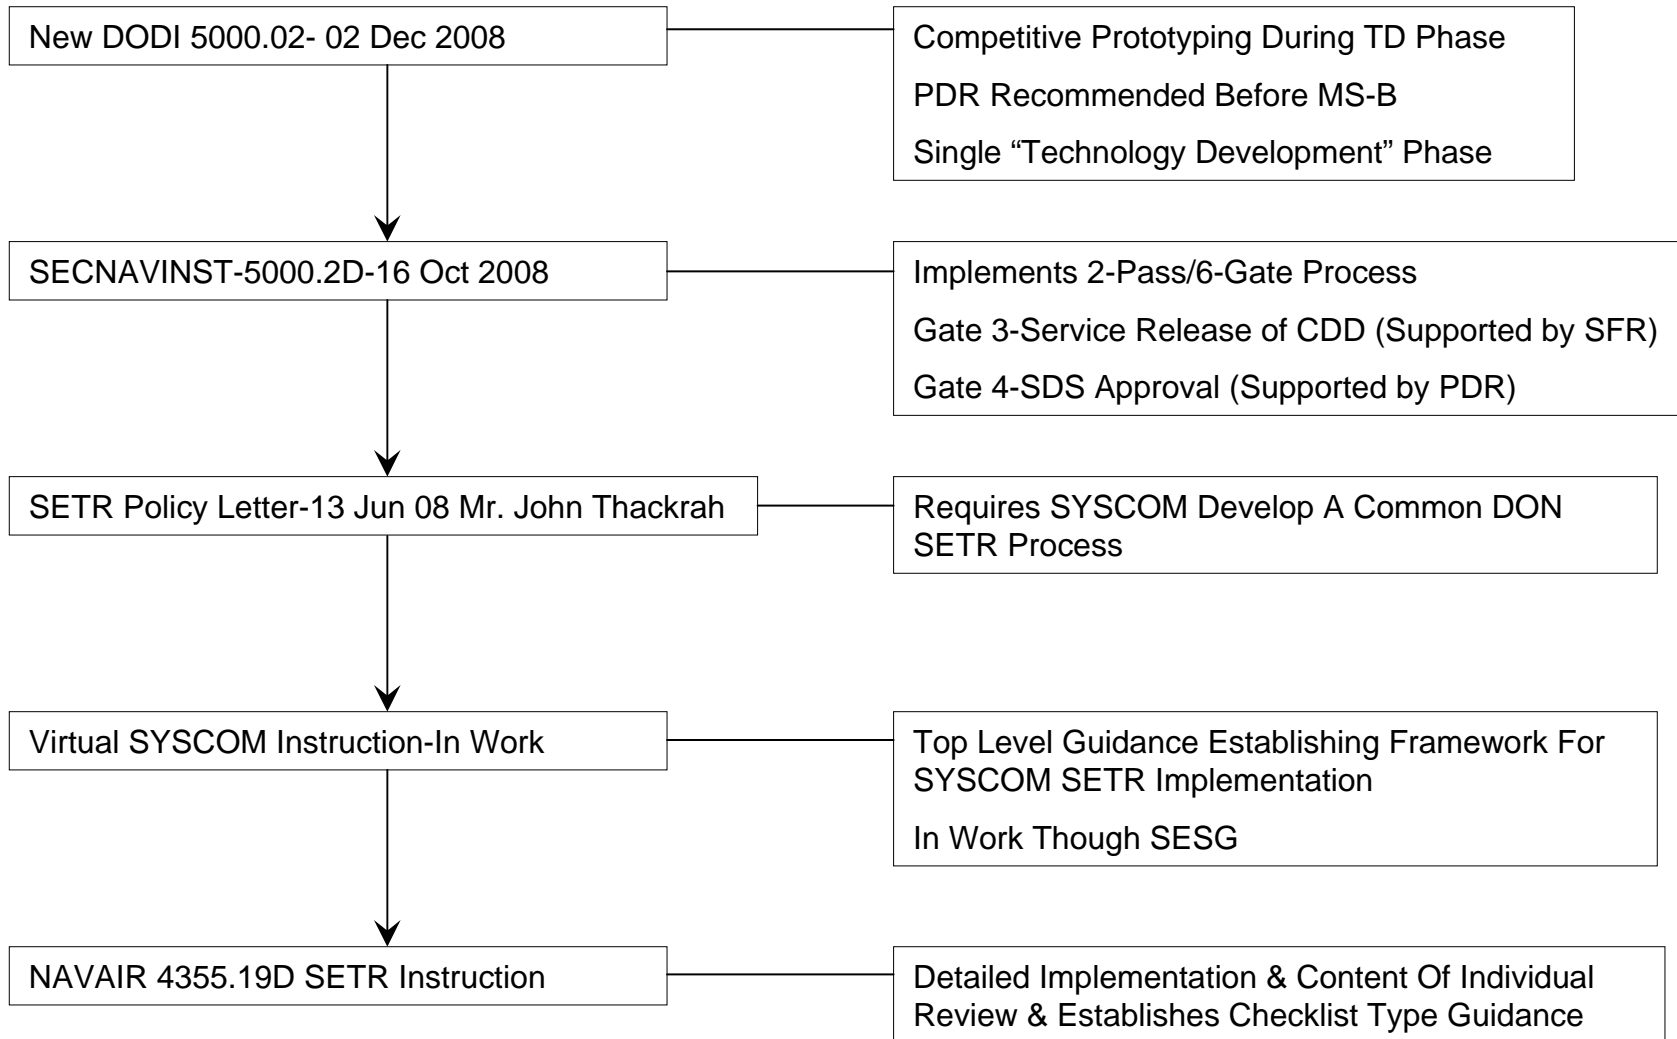 New DODI 5000.02- 02 Dec 2008
Competitive Prototyping During TD Phase
PDR Recommended Before MS-B
Single “Technology Development” Phase
SECNAVINST-5000.2D-16 Oct 2008
Implements 2-Pass/6-Gate Process
Gate 3-Service Release of CDD (Supported by SFR)
Gate 4-SDS Approval (Supported by PDR)
SETR Policy Letter-13 Jun 08 Mr. John Thackrah
Requires SYSCOM Develop A Common DON
SETR Process
Virtual SYSCOM Instruction-In Work
Top Level Guidance Establishing Framework For
SYSCOM SETR Implementation
In Work Though SESG
NAVAIR 4355.19D SETR Instruction
Detailed Implementation & Content Of Individual
Review & Establishes Checklist Type Guidance